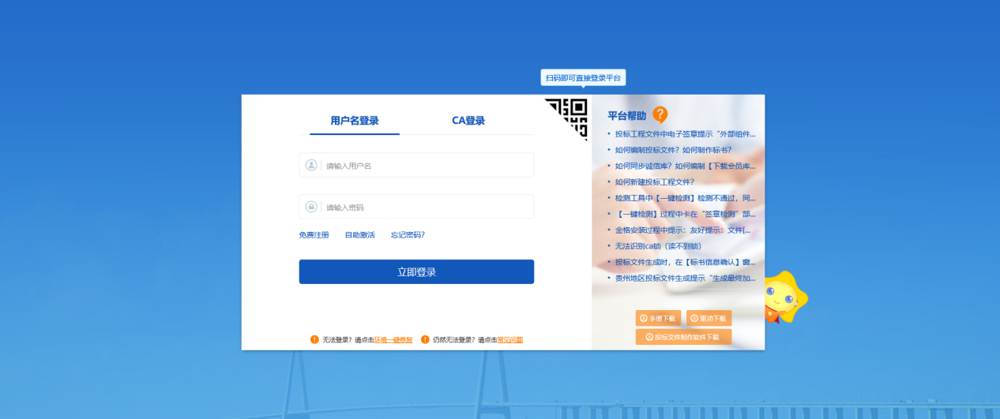 扫码即可直接登录平台
用户名登录
CA登录
请输入用户名
请输入密码
免费注册
自助激活
忘记密码?
立即登录
无法登录? 请点击环境一键修复
仍然无法登录? 请点击常见问题
平台帮助
投标工程文件中电子签章提示“外部组件...
如何编制投标文件? 如何制作标书?
如何同步诚信库? 如何编制【下载会员库...
如何新建投标工程文件?
检测工具中【一键检测】检测不通过, 同...
【一键检测】过程中卡在“签章检测”部...
金格安装过程中提示: 友好提示: 文件[...
无法识别ca锁（读不到锁）
投标文件生成时, 在【标书信息确认】窗...
贵州地区投标文件生成提示“生成最终加...
手册下载
驱动下载
投标文件制作软件下载